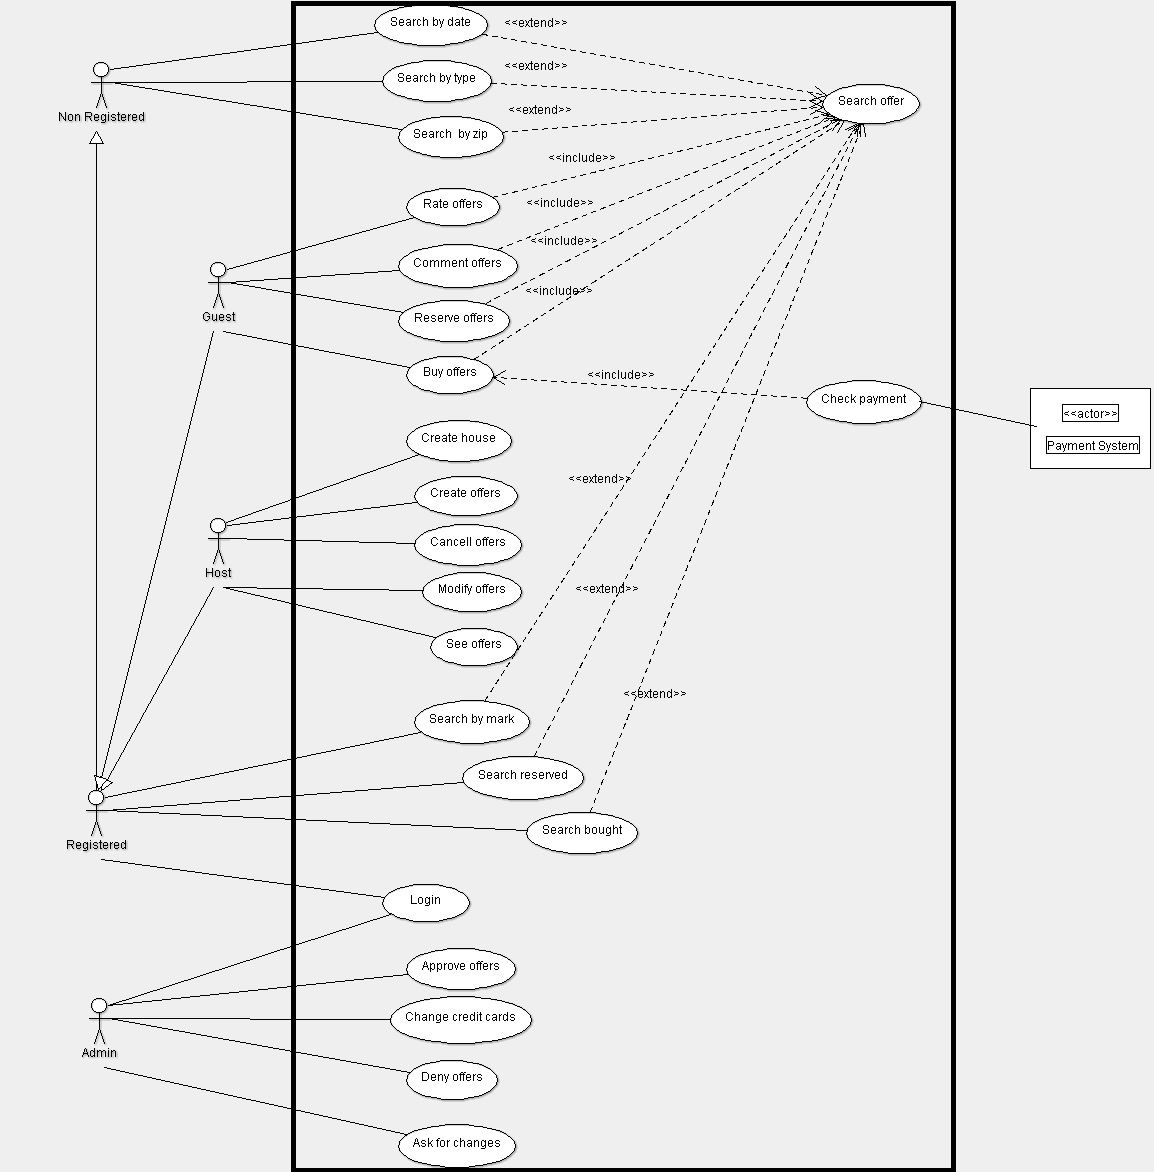 Search by date
<<extend>>
Search by type
<<extend>>
Non Registered
Search offer
<<extend>>
Search  by zip
<<include>>
Rate offers
<<include>>
Comment offers
<<include>>
Guest
Reserve offers
<<include>>
Buy offers
<<include>>
Check payment
<<actor>>
Payment System
Create house
<<extend>>
Create offers
Cancell offers
Host
Modify offers
<<extend>>
See offers
<<extend>>
Search by mark
Search reserved
Registered
Search bought
Login
Approve offers
Change credit cards
Admin
Deny offers
Ask for changes